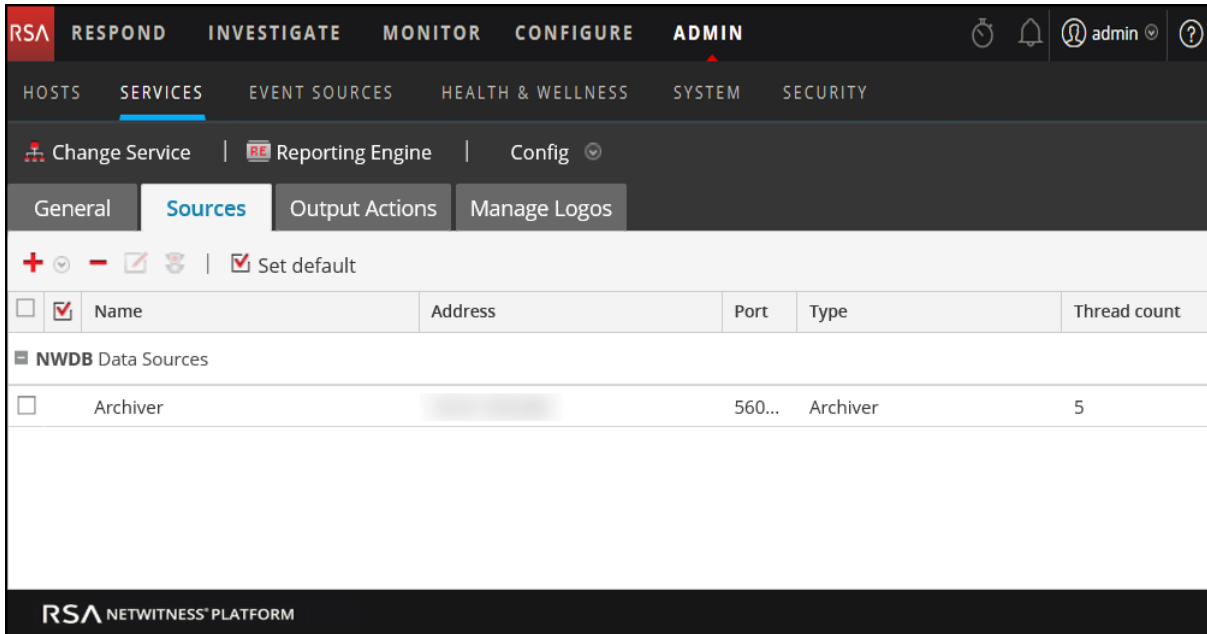 RSA RESPOND INVESTIGATE MONITOR CONFIGURE ADMIN admin ?
HOSTS SERVICES EVENT SOURCES HEALTH & WELLNESS SYSTEM SECURITY
Change Service | RE Reporting Engine | Config
General Sources Output Actions Manage Logos
Set default
Name Address Port Type Thread count
NWDB Data Sources
Archiver 560... Archiver 5
RSA NETWITNESS® PLATFORM